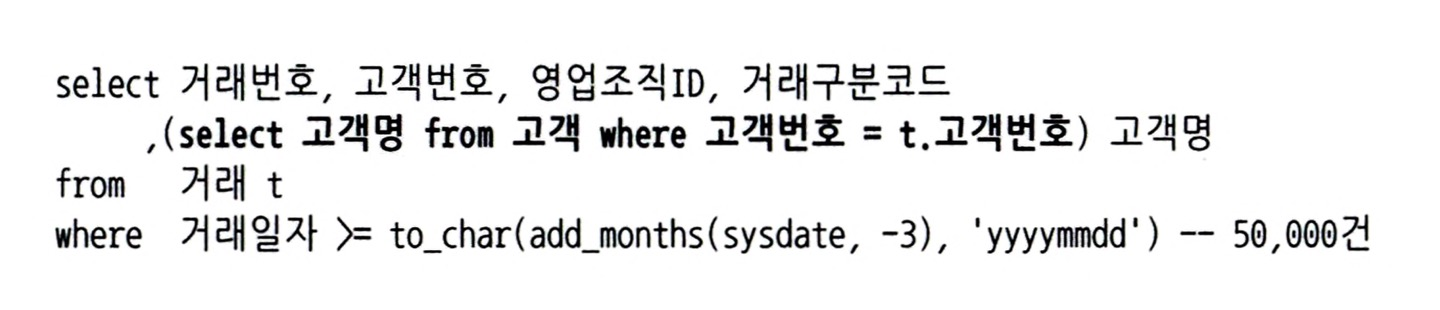 select 거래번호, 고객번호, 영업조직ID, 거래구분코드
,(select 고객명 from 고객 where 고객번호 = t.고객번호) 고객명
from 거래 t
where 거래일자 >= to_char(add_months(sysdate, -3), 'yyyymmdd') -- 50,000건